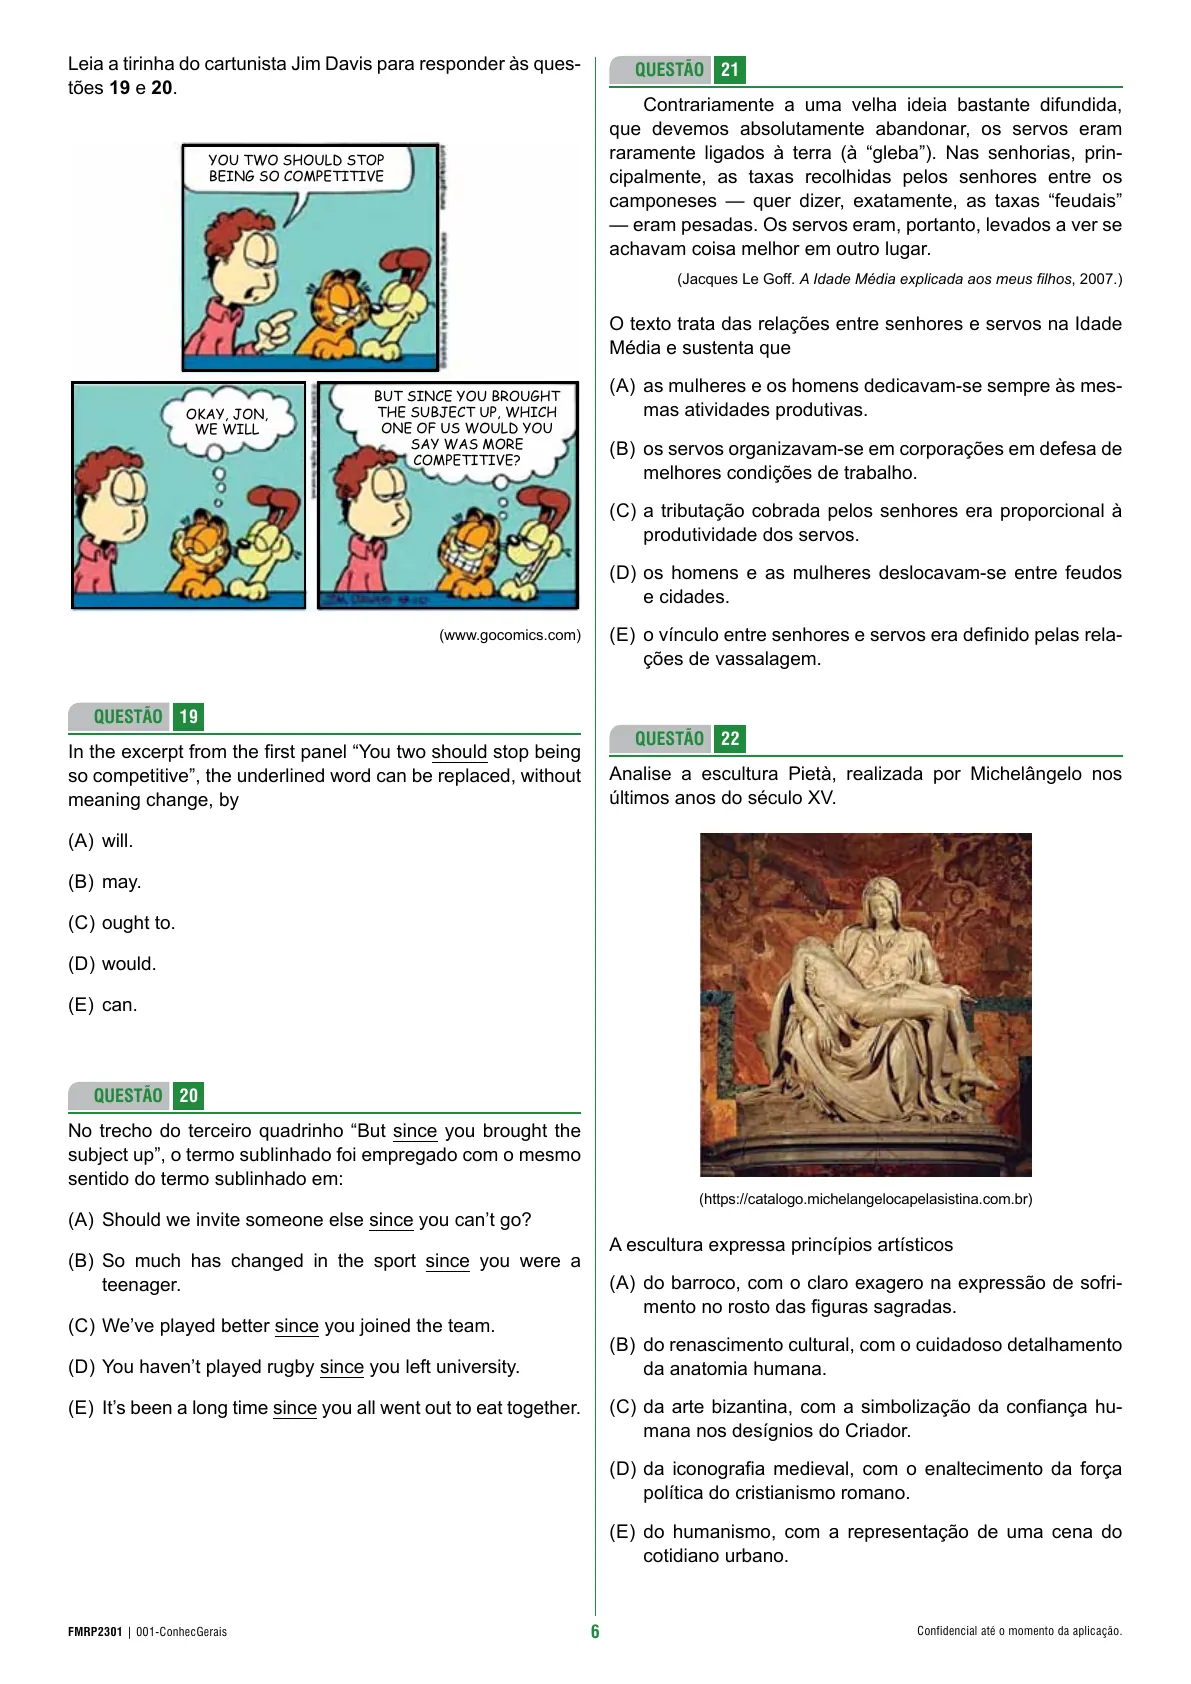 Leia a tirinha do cartunista Jim Davis para responder às ques-
tões 19 e 20.
YOU TWO SHOULD STOP
BEING SO COMPETITIVE
OKAY, JON,
WE WILL
BUT SINCE YOU BROUGHT
THE SUBJECT UP, WHICH
ONE OF US WOULD YOU
SAY WAS MORE
COMPETITIVE?
(www.gocomics.com)
QUESTÃO 19
In the excerpt from the first panel “You two should stop being
so competitive”, the underlined word can be replaced, without
meaning change, by
(A) will.
(B) may.
(C) ought to.
(D) would.
(E) can.
QUESTÃO 20
No trecho do terceiro quadrinho “But since you brought the
subject up”, o termo sublinhado foi empregado com o mesmo
sentido do termo sublinhado em:
(A) Should we invite someone else since you can’t go?
(B) So much has changed in the sport since you were a
teenager.
(C) We’ve played better since you joined the team.
(D) You haven’t played rugby since you left university.
(E) It’s been a long time since you all went out to eat together.
QUESTÃO 21
Contrariamente a uma velha ideia bastante difundida,
que devemos absolutamente abandonar, os servos eram
raramente ligados à terra (à “gleba”). Nas senhorias, prin-
cipalmente, as taxas recolhidas pelos senhores entre os
camponeses — quer dizer, exatamente, as taxas “feudais”
— eram pesadas. Os servos eram, portanto, levados a ver se
achavam coisa melhor em outro lugar.
(Jacques Le Goff. A Idade Média explicada aos meus filhos, 2007.)
O texto trata das relações entre senhores e servos na Idade
Média e sustenta que
(A) as mulheres e os homens dedicavam-se sempre às mes-
mas atividades produtivas.
(B) os servos organizavam-se em corporações em defesa de
melhores condições de trabalho.
(C) a tributação cobrada pelos senhores era proporcional à
produtividade dos servos.
(D) os homens e as mulheres deslocavam-se entre feudos
e cidades.
(E) o vínculo entre senhores e servos era definido pelas rela-
ções de vassalagem.
QUESTÃO 22
Analise a escultura Pietà, realizada por Michelângelo nos
últimos anos do século XV.
(https://catalogo.michelangelocapelasistina.com.br)
A escultura expressa princípios artísticos
(A) do barroco, com o claro exagero na expressão de sofri-
mento no rosto das figuras sagradas.
(B) do renascimento cultural, com o cuidadoso detalhamento
da anatomia humana.
(C) da arte bizantina, com a simbolização da confiança hu-
mana nos desígnios do Criador.
(D) da iconografia medieval, com o enaltecimento da força
política do cristianismo romano.
(E) do humanismo, com a representação de uma cena do
cotidiano urbano.
FMRP2301 | 001-ConhecGerais
6
Confidencial até o momento da aplicação.